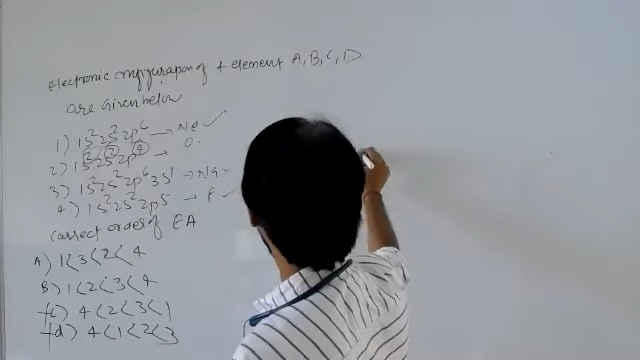 Electronic configuration of 4 element A, B, C, D
are given below
1) 1s²2s²2p⁶ → Ne ✓
2) 1s²2s²2p⁴ → O.
3) 1s²2s²2p⁶3s¹ → Na -
4) 1s²2s²2p⁵ → F ✓
correct order of EA
A) 1<3<2<4
B) 1<2<3<4
c) 4<2<3<1
d) 4<1<2<3